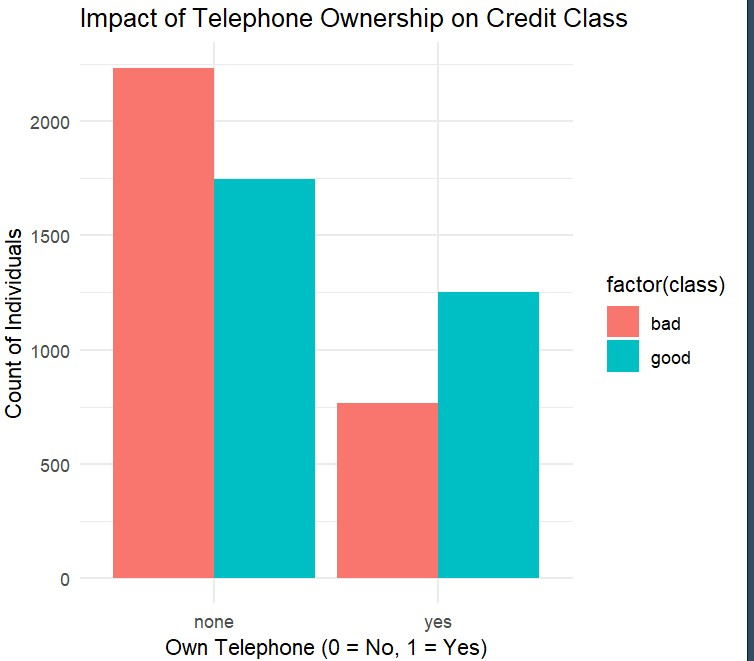 Impact of Telephone Ownership on Credit Class
Count of Individuals
2000
1500
1000
500
0
none yes
Own Telephone (0 = No, 1 = Yes)
factor(class)
bad
good